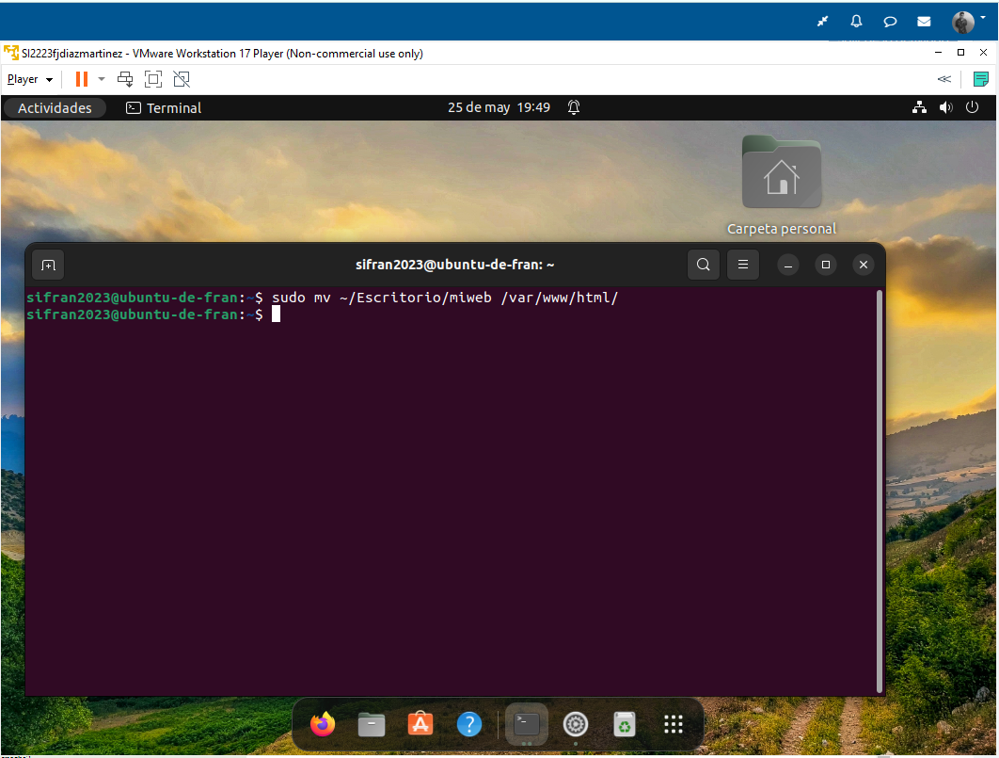 SI2223fjdiazmartinez - VMware Workstation 17 Player (Non-commercial use only)
Player
Actividades Terminal 25 de may 19:49
Carpeta personal
sifran2023@ubuntu-de-fran: ~
sifran2023@ubuntu-de-fran:~$ sudo mv ~/Escritorio/miweb /var/www/html/
sifran2023@ubuntu-de-fran:~$